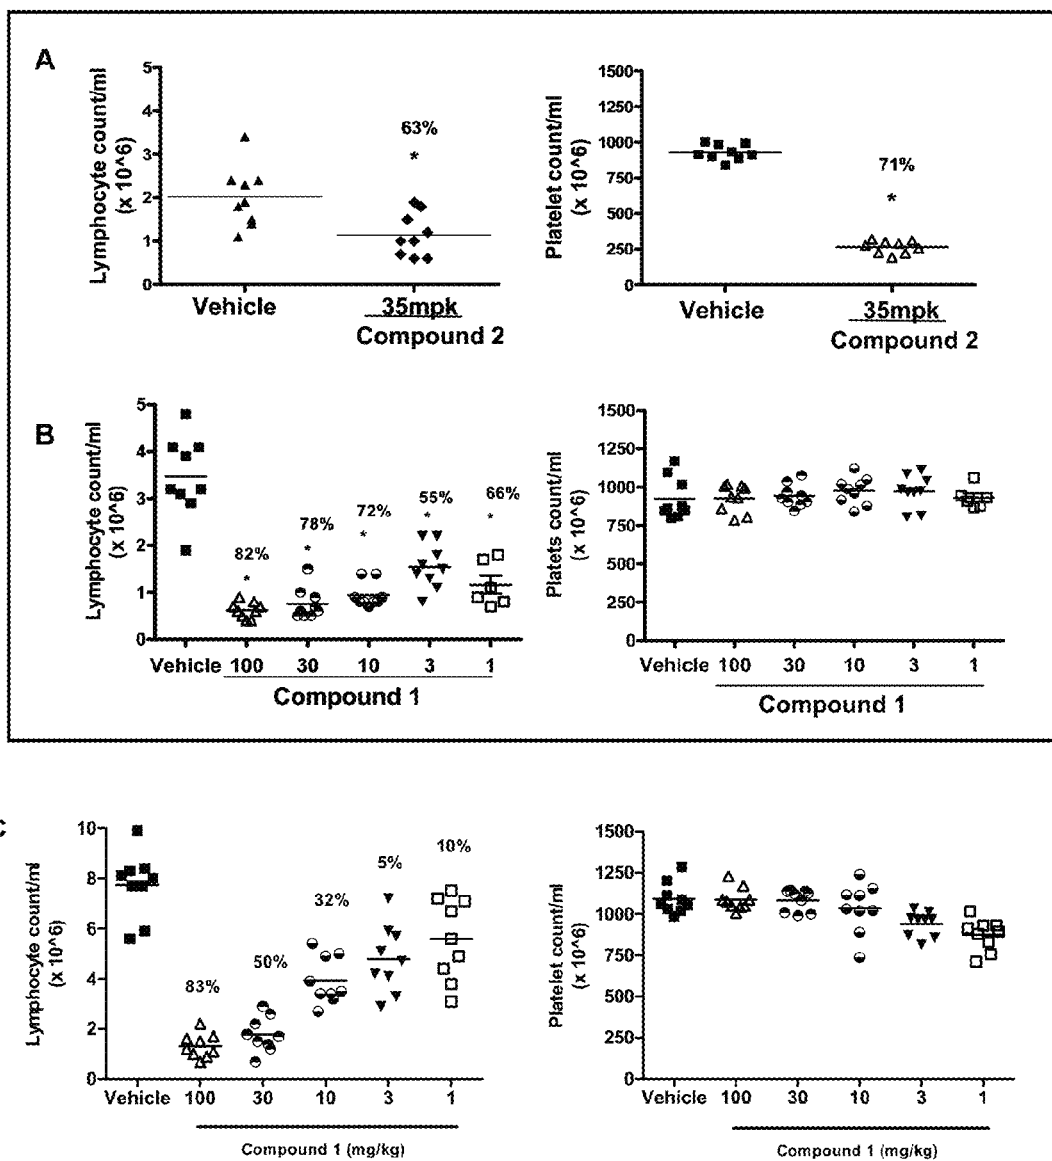 A
Lymphocyte count/ml
(x 10^6)
5
4
3
2
1
0
63%
*
Vehicle
35mpk
Compound 2
Platelet count/ml
(x 10^6)
1500
1250
1000
750
500
250
0
71%
*
Vehicle
35mpk
Compound 2
B
Lymphocyte count/ml
(x 10^6)
5
4
3
2
1
0
82%
*
78%
*
72%
*
55%
*
66%
*
Vehicle 100 30 10 3 1
Compound 1
Platets count/ml
(x 10^6)
1500
1250
1000
750
500
250
0
Vehicle 100 30 10 3 1
Compound 1
C
Lymphocyte count/ml
(x 10^6)
10
8
6
4
2
0
83%
50%
32%
5%
10%
Vehicle 100 30 10 3 1
Compound 1 (mg/kg)
Platelet count/ml
(x 10^6)
1500
1250
1000
750
500
250
0
Vehicle 100 30 10 3 1
Compound 1 (mg/kg)